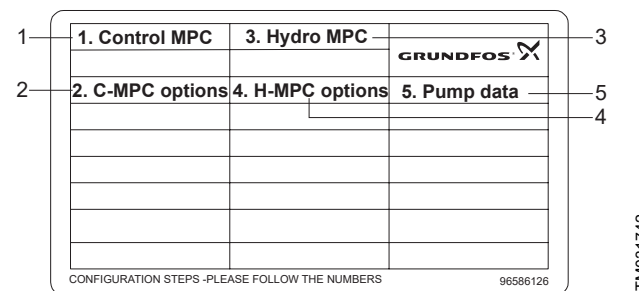 1 1. Control MPC 3. Hydro MPC 3
GRUNDFOS
2 2. C-MPC options 4. H-MPC options 5. Pump data 5
4
CONFIGURATION STEPS -PLEASE FOLLOW THE NUMBERS 96586126